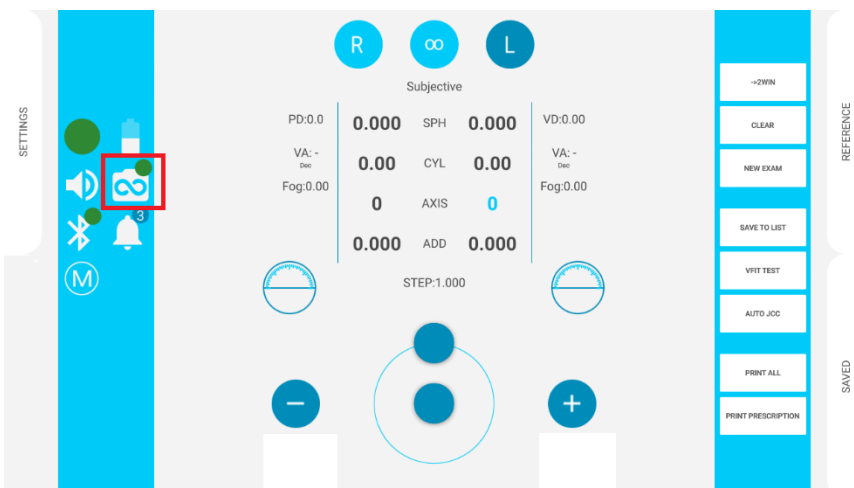 SETTINGS
3
M
R ∞ L
Subjective
PD:0.0 0.000 SPH 0.000 VD:0.00
VA: - 0.00 CYL 0.00 VA: -
Dec Dec
Fog:0.00 Fog:0.00
0 AXIS 0
0.000 ADD 0.000
STEP:1.000
− +
->2WIN
CLEAR
NEW EXAM
SAVE TO LIST
VFIT TEST
AUTO JCC
PRINT ALL
PRINT PRESCRIPTION
REFERENCE
SAVED